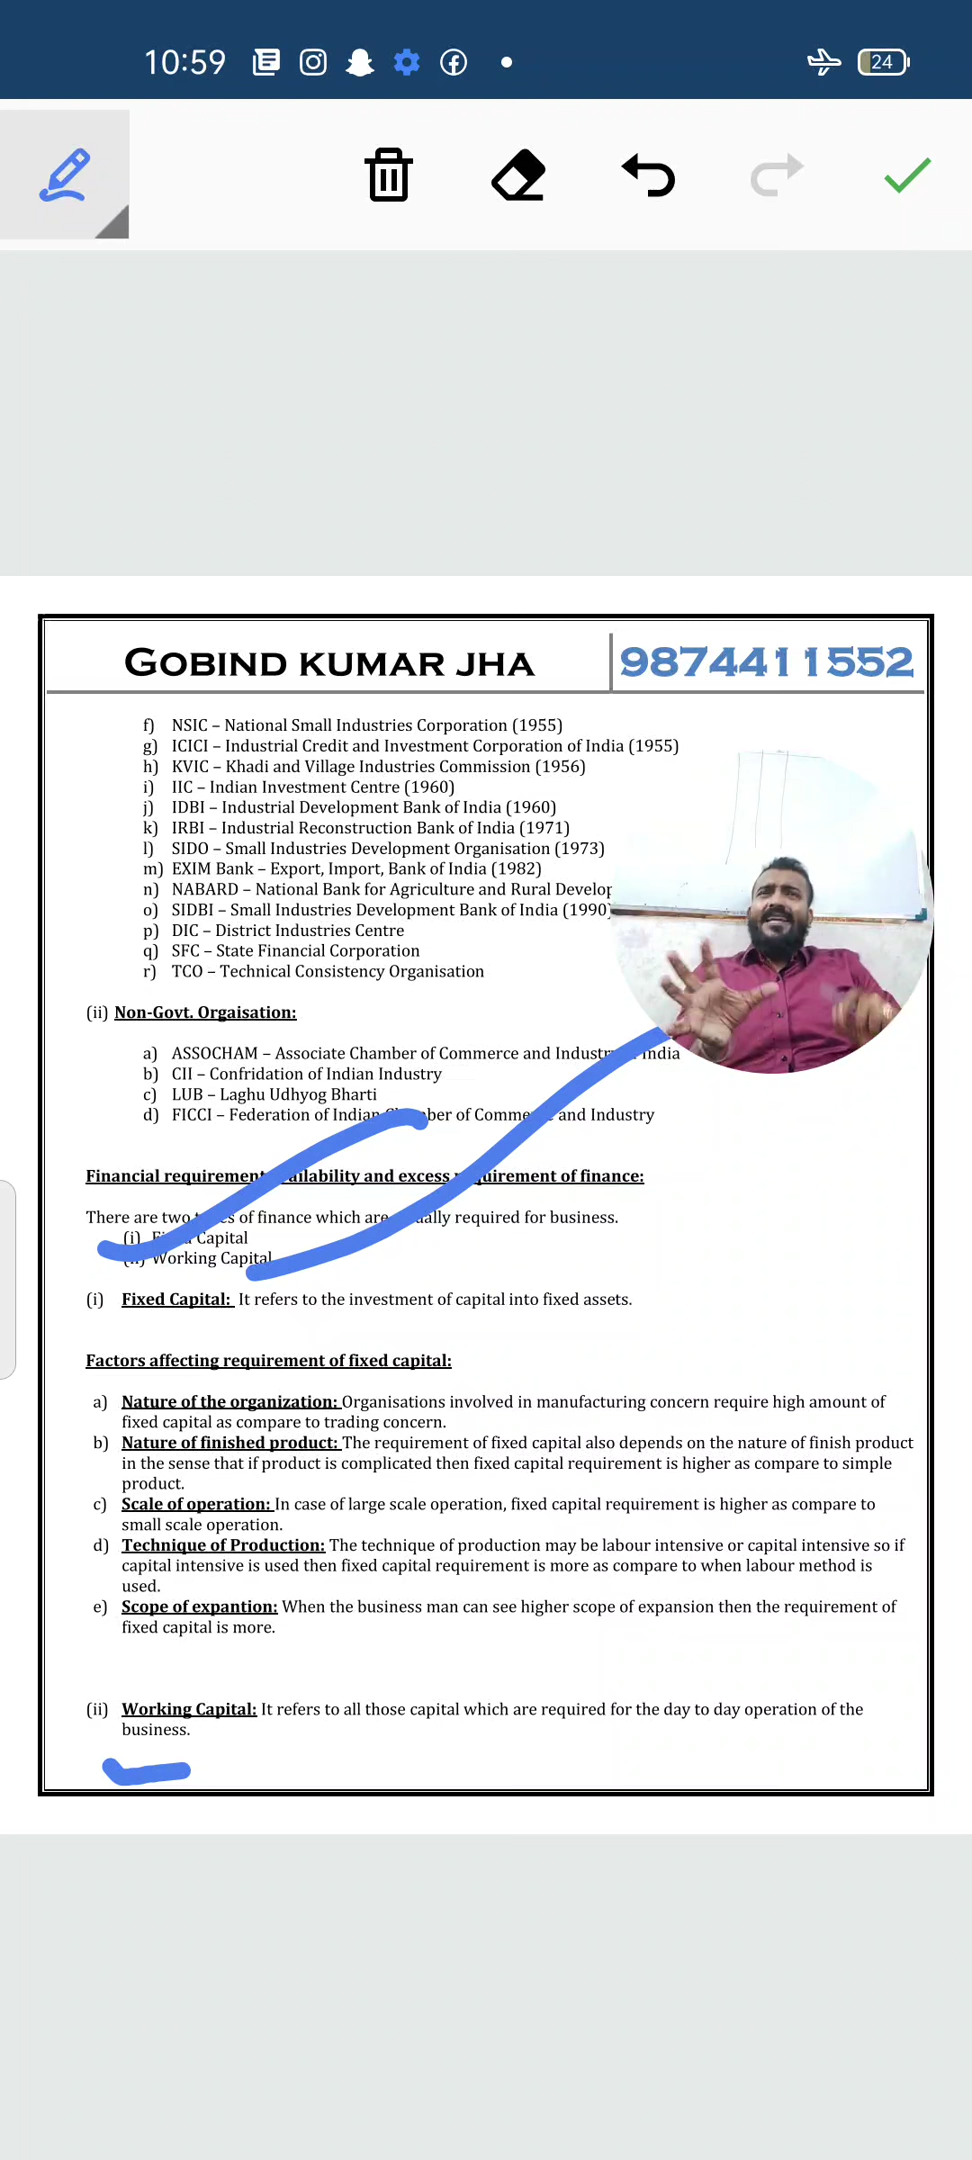 10:59
24
GOBIND KUMAR JHA 9874411552
f) NSIC – National Small Industries Corporation (1955)
g) ICICI – Industrial Credit and Investment Corporation of India (1955)
h) KVIC – Khadi and Village Industries Commission (1956)
i) IIC – Indian Investment Centre (1960)
j) IDBI – Industrial Development Bank of India (1960)
k) IRBI – Industrial Reconstruction Bank of India (1971)
l) SIDO – Small Industries Development Organisation (1973)
m) EXIM Bank – Export, Import, Bank of India (1982)
n) NABARD – National Bank for Agriculture and Rural
o) SIDBI – Small Industries Development Bank of India (1990)
p) DIC – District Industries Centre
q) SFC – State Financial Corporation
r) TCO – Technical Consistency Organisation
(ii) Non-Govt. Orgaisation:
a) ASSOCHAM – Associate Chamber of Commerce and India
b) CII – Confridation of Indian Industry
c) LUB – Laghu Udhyog Bharti
d) FICCI – Federation of Indian Chamber of Commerce and Industry
Financial requirement, availability and excess requirement of finance:
There are two types of finance which are usually required for business.
(i) Fixed Capital
(ii) Working Capital
(i) Fixed Capital: It refers to the investment of capital into fixed assets.
Factors affecting requirement of fixed capital:
a) Nature of the organization: Organisations involved in manufacturing concern require high amount of
fixed capital as compare to trading concern.
b) Nature of finished product: The requirement of fixed capital also depends on the nature of finish product
in the sense that if product is complicated then fixed capital requirement is higher as compare to simple
product.
c) Scale of operation: In case of large scale operation, fixed capital requirement is higher as compare to
small scale operation.
d) Technique of Production: The technique of production may be labour intensive or capital intensive so if
capital intensive is used then fixed capital requirement is more as compare to when labour method is
used.
e) Scope of expantion: When the business man can see higher scope of expansion then the requirement of
fixed capital is more.
(ii) Working Capital: It refers to all those capital which are required for the day to day operation of the
business.